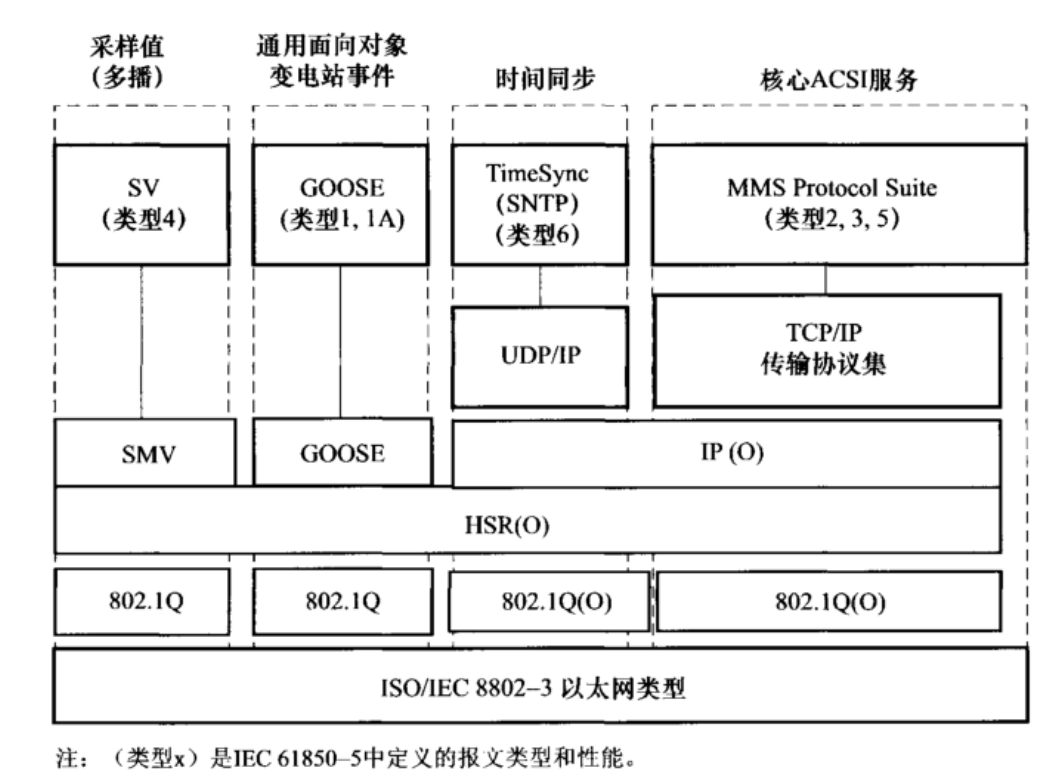 采样值
（多播）
通用面向对象
变电站事件
时间同步
核心ACSI服务
SV
（类型4）
GOOSE
（类型1, 1A）
TimeSync
（SNTP）
（类型6）
MMS Protocol Suite
（类型2, 3, 5）
UDP/IP
TCP/IP
传输协议集
SMV
GOOSE
IP (O)
HSR(O)
802.1Q
802.1Q
802.1Q(O)
802.1Q(O)
ISO/IEC 8802–3 以太网类型
注：（类型x）是IEC 61850–5中定义的报文类型和性能。